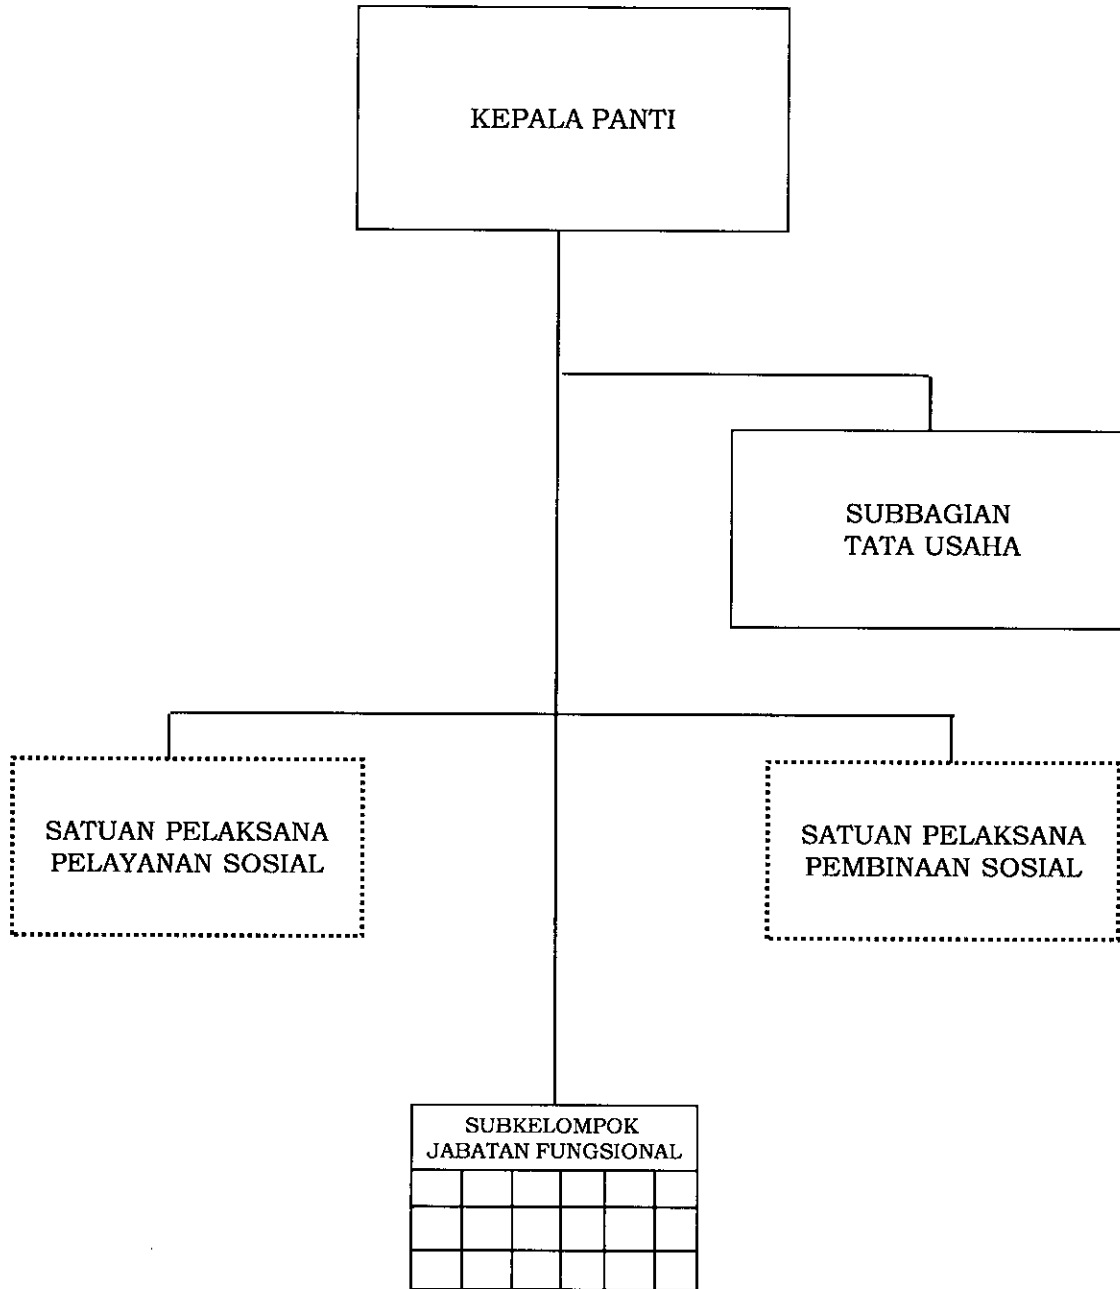 KEPALA PANTI
SUBBAGIAN
TATA USAHA
SATUAN PELAKSANA
PELAYANAN SOSIAL
SATUAN PELAKSANA
PEMBINAAN SOSIAL
SUBKELOMPOK
JABATAN FUNGSIONAL